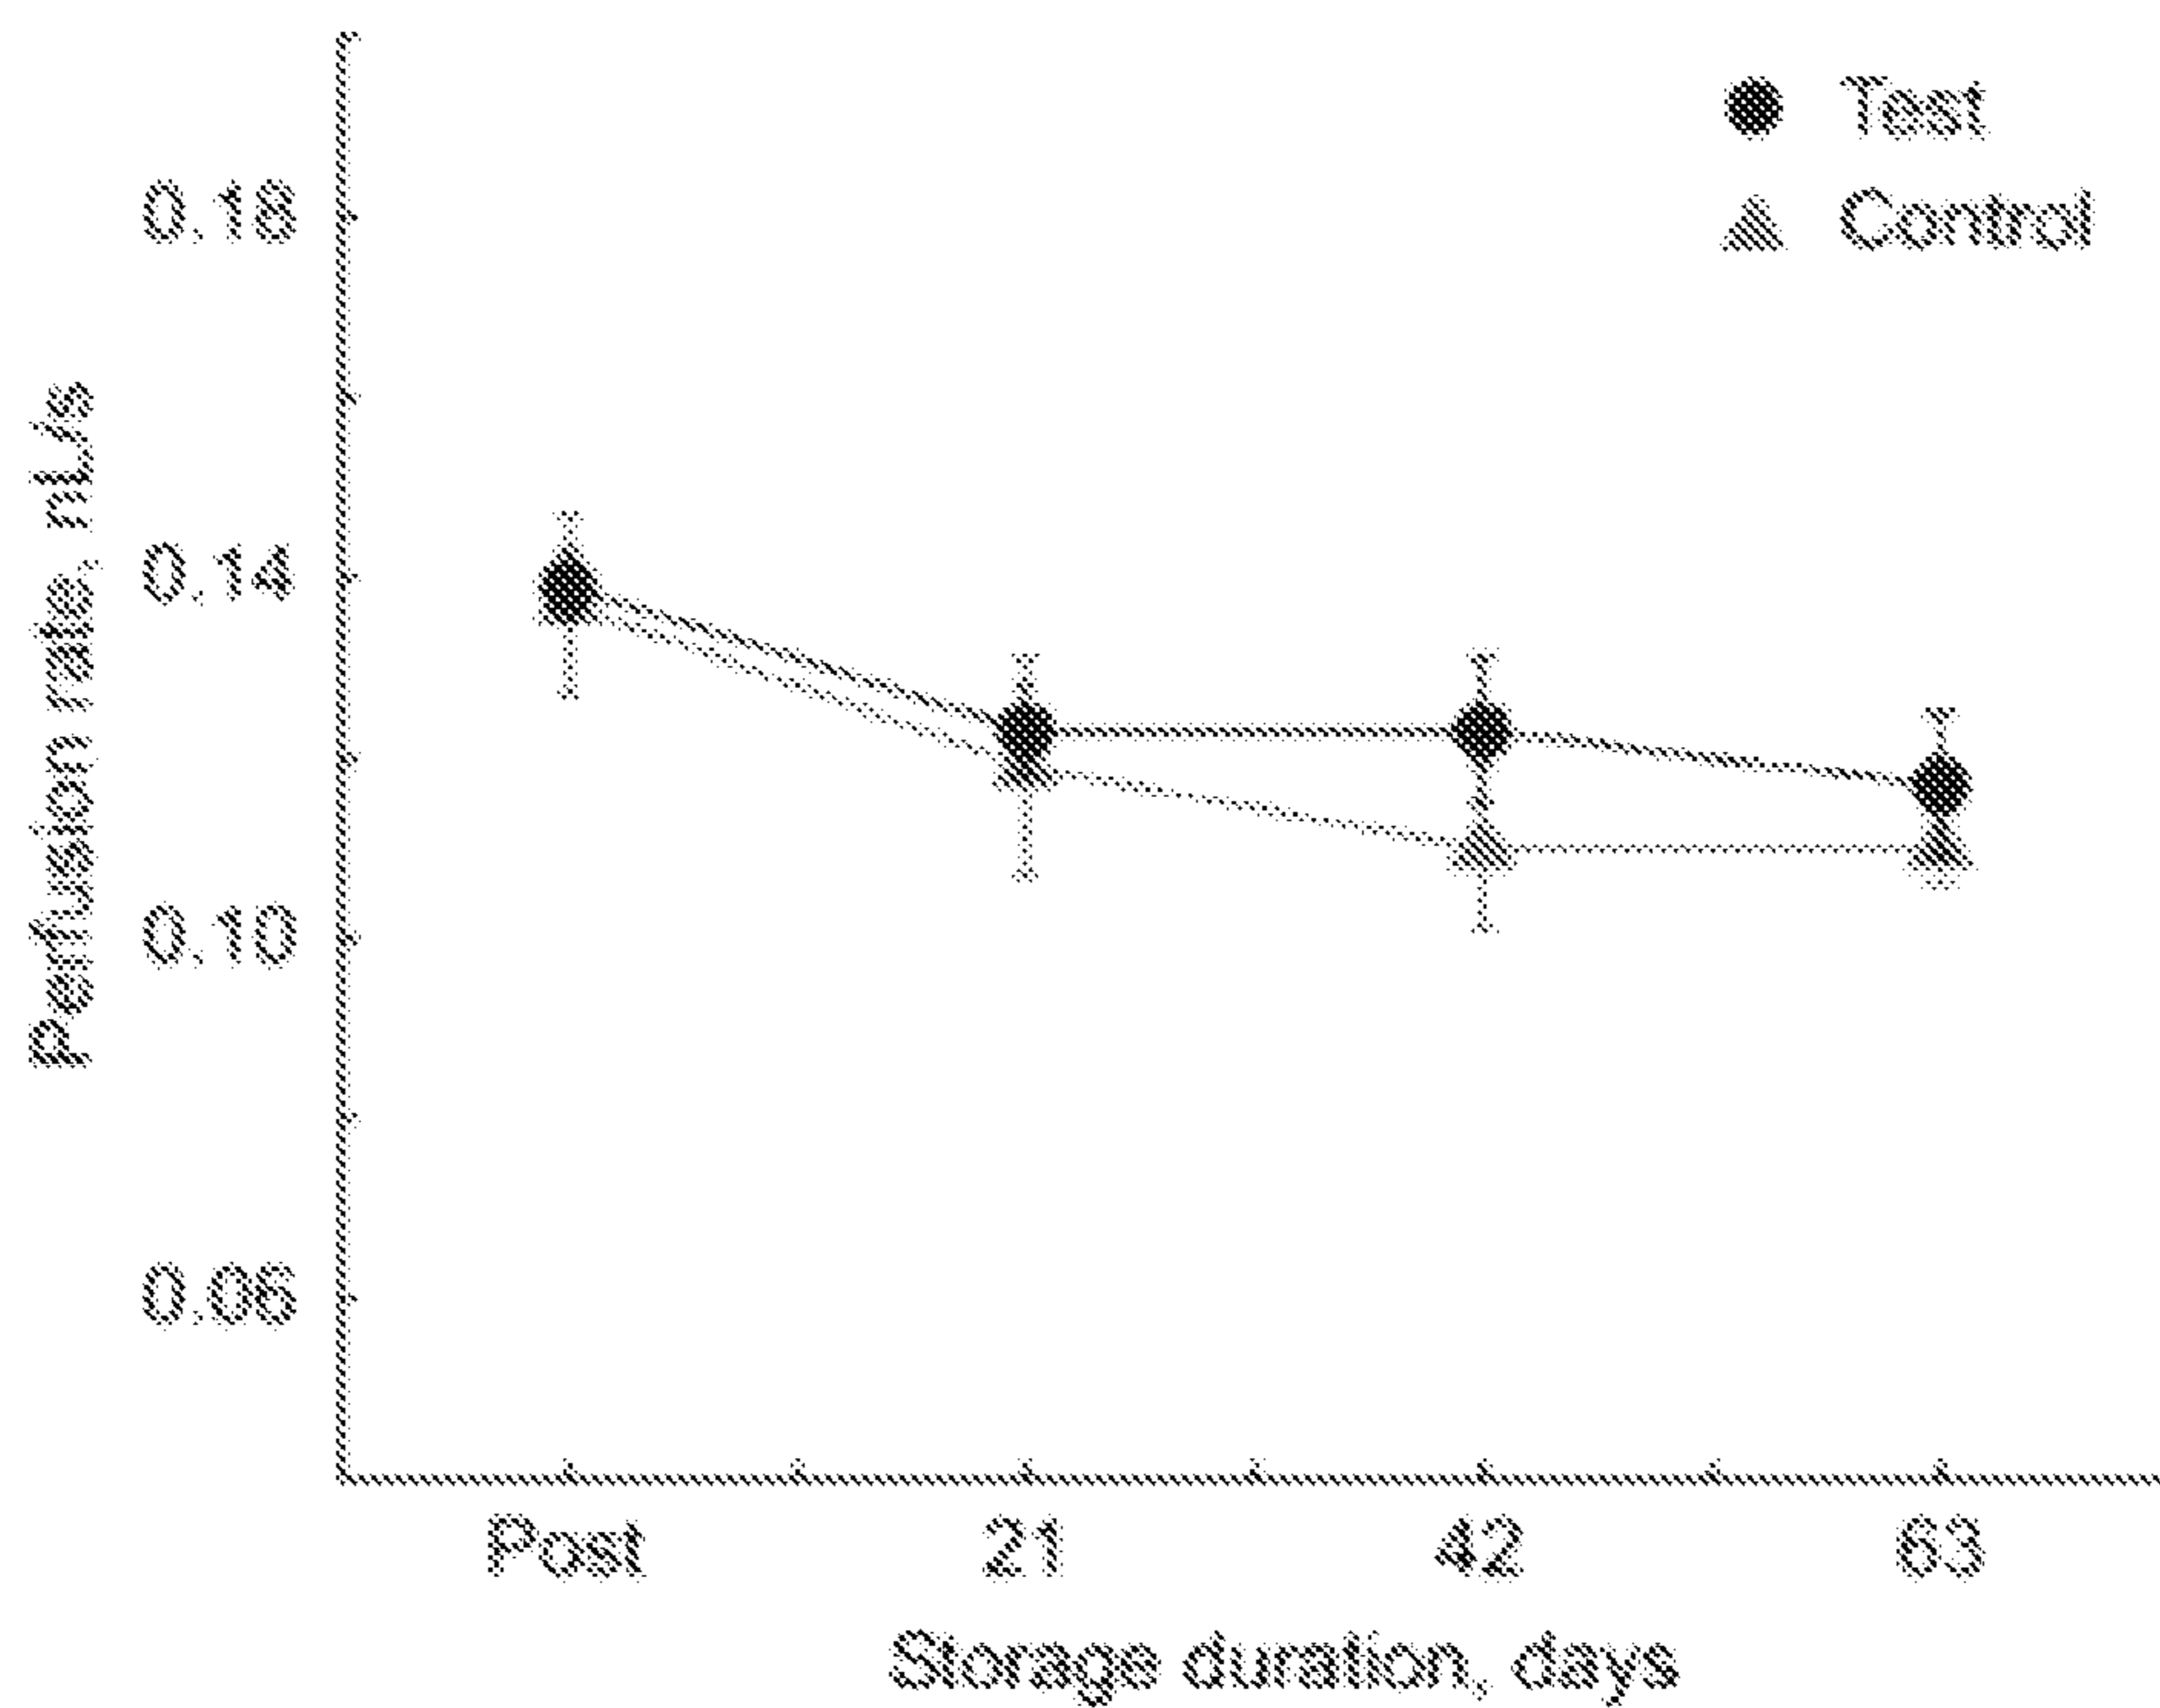 Test
Control
Perfusion rate, nL/s
0.18
0.14
0.10
0.06
Post 21 42 63
Storage duration, days